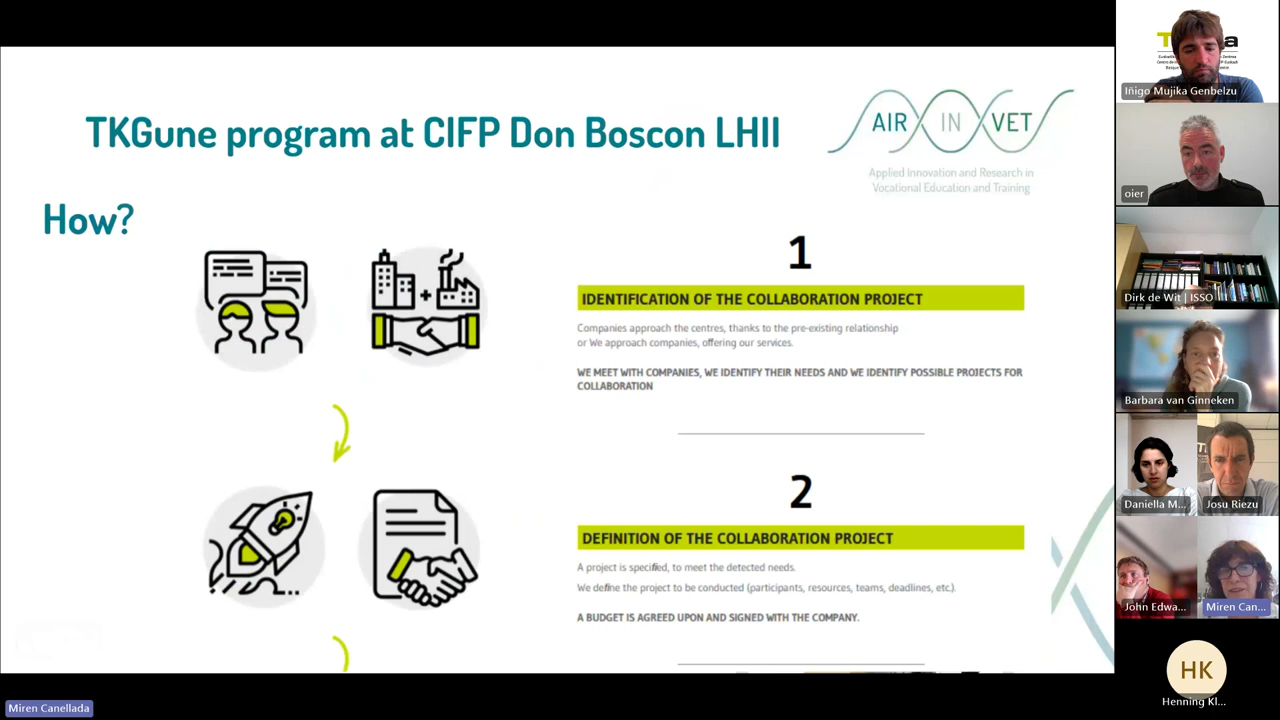 TKGune program at CIFP Don Boscon LHII
AIR IN VET
Applied Innovation and Research in
Vocational Education and Training
How?
1
IDENTIFICATION OF THE COLLABORATION PROJECT
Companies approach the centres, thanks to the pre-existing relationship
or We approach companies, offering our services.
WE MEET WITH COMPANIES, WE IDENTIFY THEIR NEEDS AND WE IDENTIFY POSSIBLE PROJECTS FOR
COLLABORATION
2
DEFINITION OF THE COLLABORATION PROJECT
A project is specified, to meet the detected needs.
We define the project to be conducted (participants, resources, teams, deadlines, etc).
A BUDGET IS AGREED UPON AND SIGNED WITH THE COMPANY.
Miren Canellada
Iñigo Mujika Genbelzu
oier
Dirk de Wit | ISSO
Barbara van Ginneken
Daniella M...
Josu Riezu
John Edwa...
Miren Can...
HK
Henning Kl...